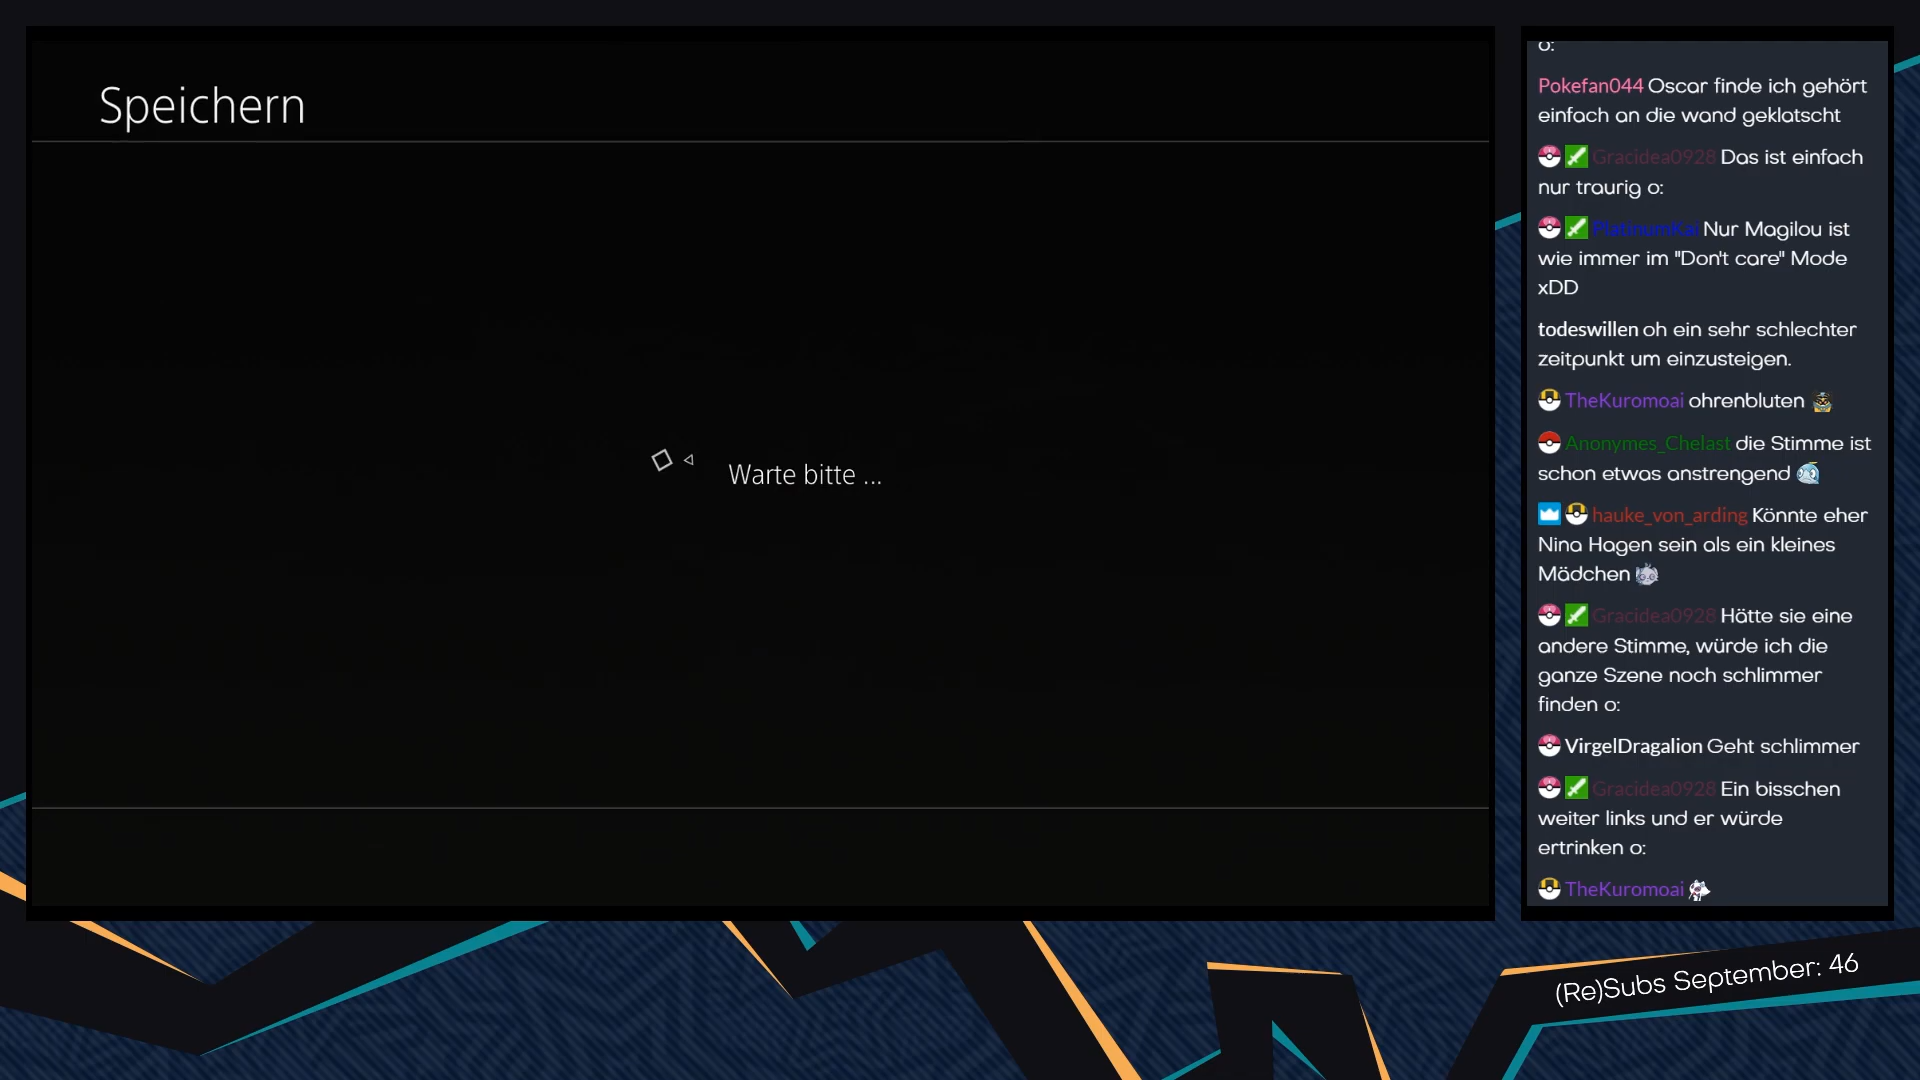 Speichern
Warte bitte ...
o:
Pokefan044 Oscar finde ich gehört
einfach an die wand geklatscht
Gracidea0928 Das ist einfach
nur traurig o:
PlatinumKai Nur Magilou ist
wie immer im "Don't care" Mode
xDD
todeswillen oh ein sehr schlechter
zeitpunkt um einzusteigen.
TheKuromoai ohrenbluten
Anonymes_Chelast die Stimme ist
schon etwas anstrengend
hauke_von_arding Könnte eher
Nina Hagen sein als ein kleines
Mädchen
Gracidea0928 Hätte sie eine
andere Stimme, würde ich die
ganze Szene noch schlimmer
finden o:
VirgelDragalion Geht schlimmer
Gracidea0928 Ein bisschen
weiter links und er würde
ertrinken o:
TheKuromoai
(Re)Subs September: 46